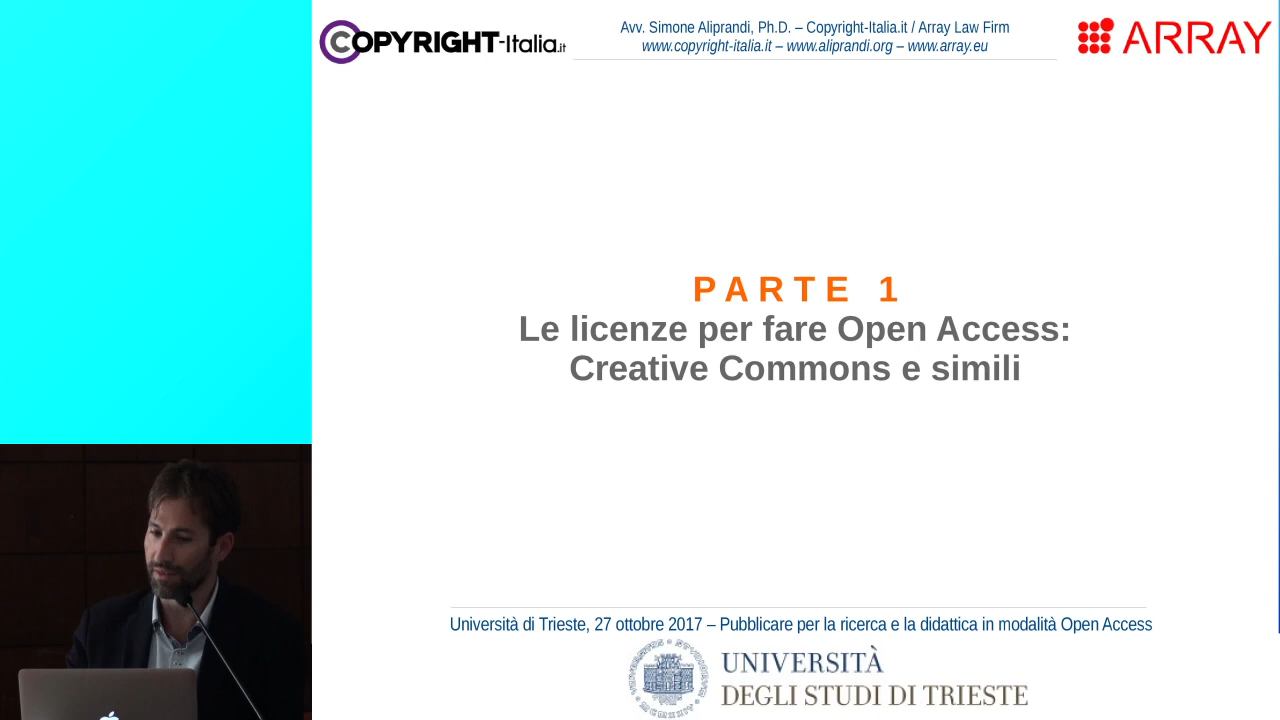 COPYRIGHT-Italia.it
Avv. Simone Aliprandi, Ph.D. – Copyright-Italia.it / Array Law Firm
www.copyright-italia.it – www.aliprandi.org – www.array.eu
ARRAY
PARTE 1
Le licenze per fare Open Access:
Creative Commons e simili
Università di Trieste, 27 ottobre 2017 – Pubblicare per la ricerca e la didattica in modalità Open Access
UNIVERSITÀ
DEGLI STUDI DI TRIESTE